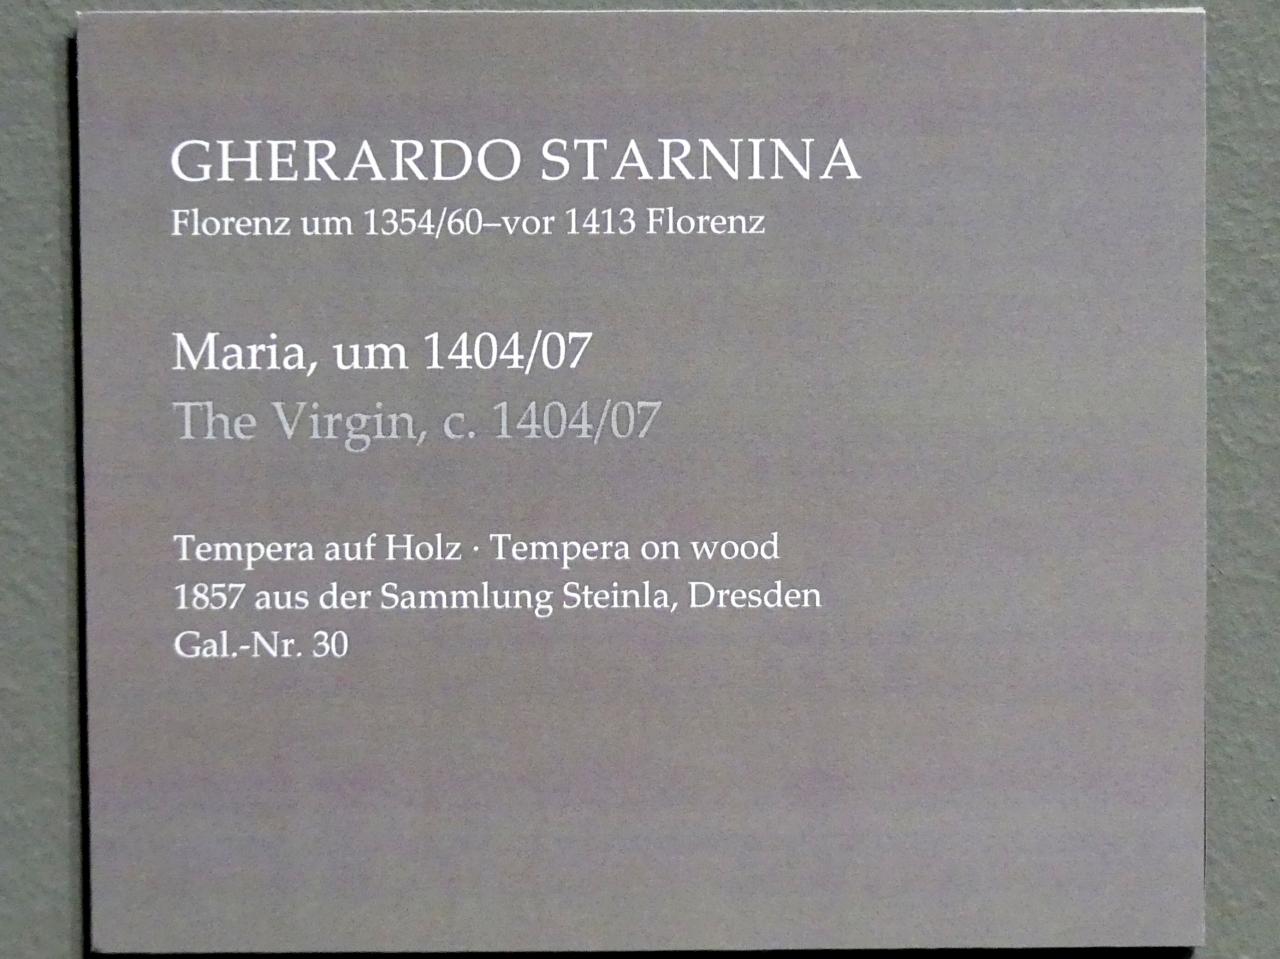 GHERARDO STARNINA
Florenz um 1354/60–vor 1413 Florenz
Maria, um 1404/07
The Virgin, c. 1404/07
Tempera auf Holz · Tempera on wood
1857 aus der Sammlung Steinla, Dresden
Gal.-Nr. 30